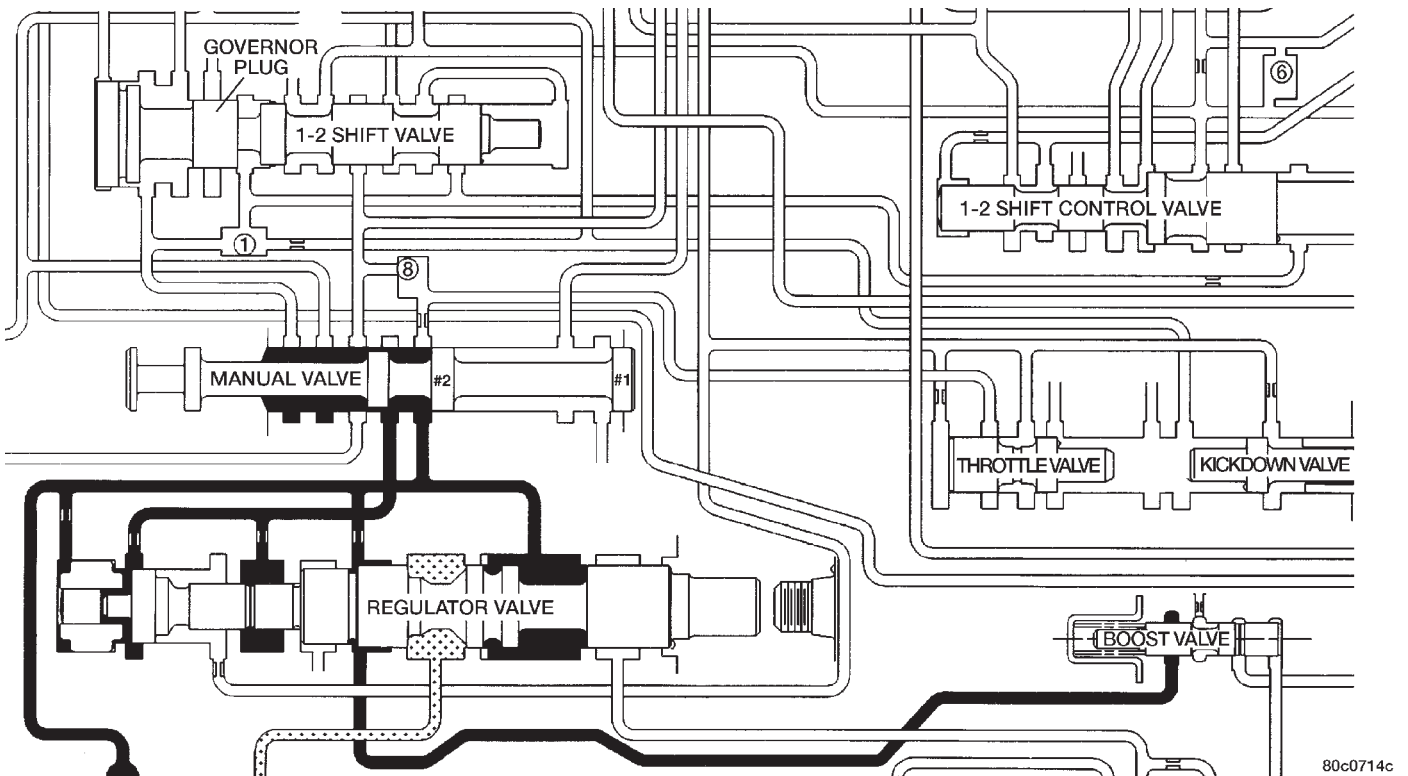 GOVERNOR
PLUG
6
1-2 SHIFT VALVE
1-2 SHIFT CONTROL VALVE
1
8
MANUAL VALVE
#2
#1
THROTTLE VALVE
KICKDOWN VALVE
REGULATOR VALVE
BOOST VALVE
80c0714c